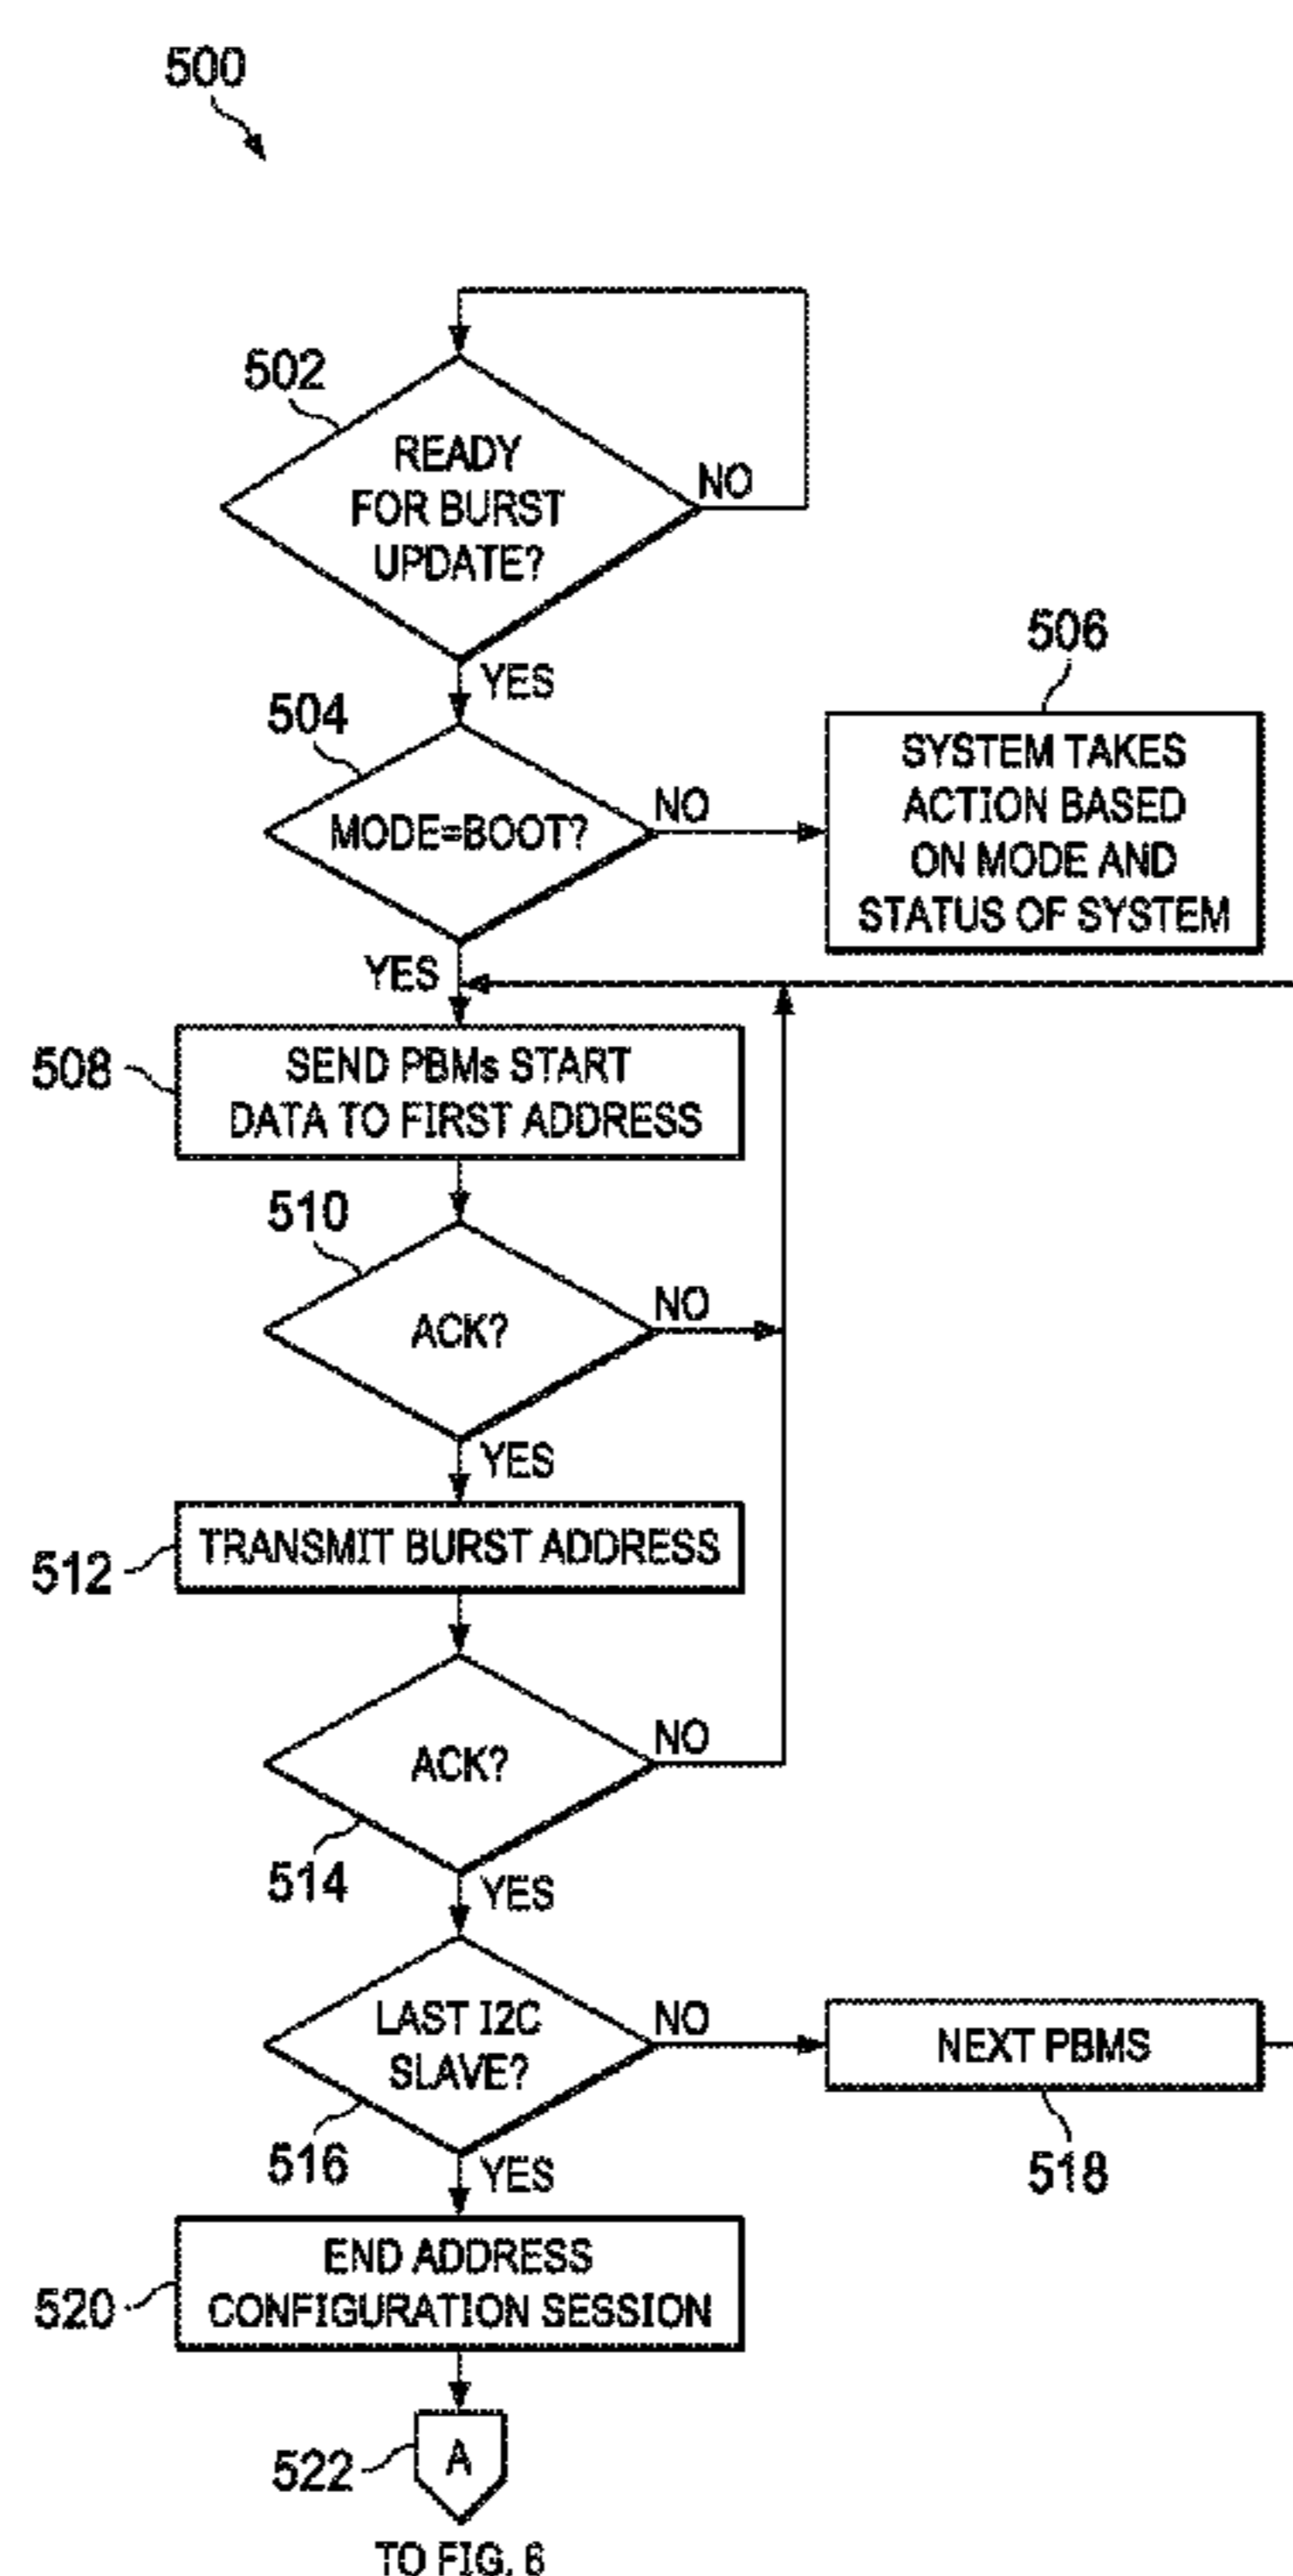 500
502
READY
FOR BURST
UPDATE?
NO
YES
504
MODE=BOOT?
NO
506
SYSTEM TAKES
ACTION BASED
ON MODE AND
STATUS OF SYSTEM
YES
508
SEND PBMs START
DATA TO FIRST ADDRESS
510
ACK?
NO
YES
512
TRANSMIT BURST ADDRESS
ACK?
NO
514
YES
LAST I2C
SLAVE?
NO
NEXT PBMS
516
518
YES
520
END ADDRESS
CONFIGURATION SESSION
522
A
TO FIG. 6